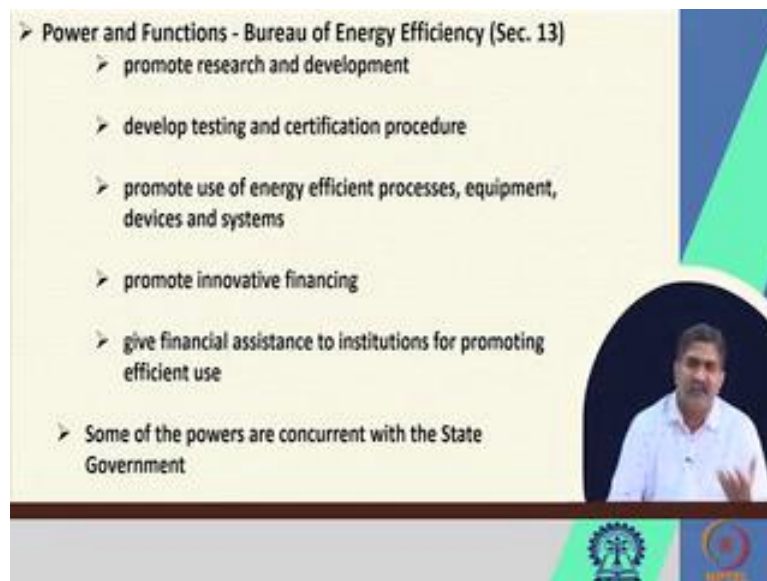 ➢ Power and Functions - Bureau of Energy Efficiency (Sec. 13)
➢ promote research and development
➢ develop testing and certification procedure
➢ promote use of energy efficient processes, equipment,
devices and systems
➢ promote innovative financing
➢ give financial assistance to institutions for promoting
efficient use
➢ Some of the powers are concurrent with the State
Government